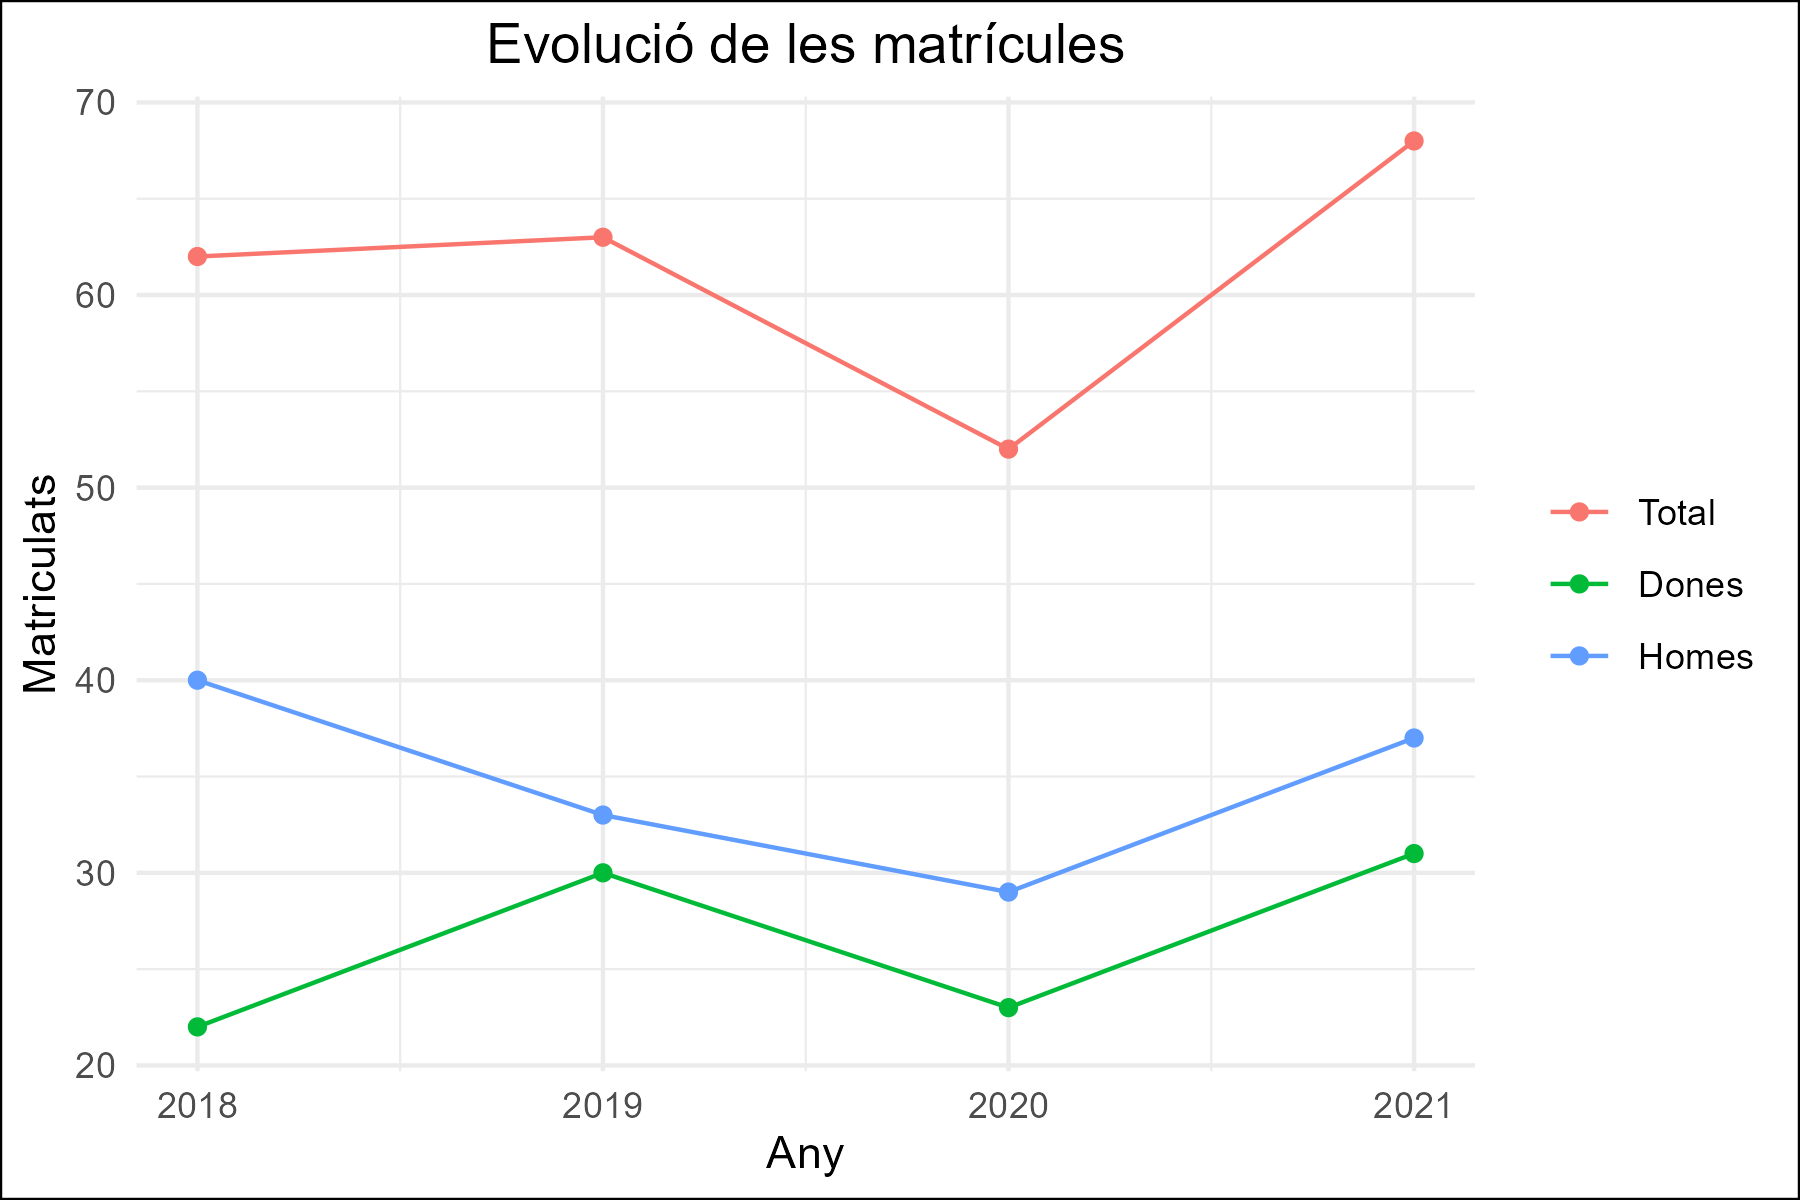 Evolució de les matrícules
70
60
50
40
30
20
Matriculats
2018 2019 2020 2021
Any
Total
Dones
Homes